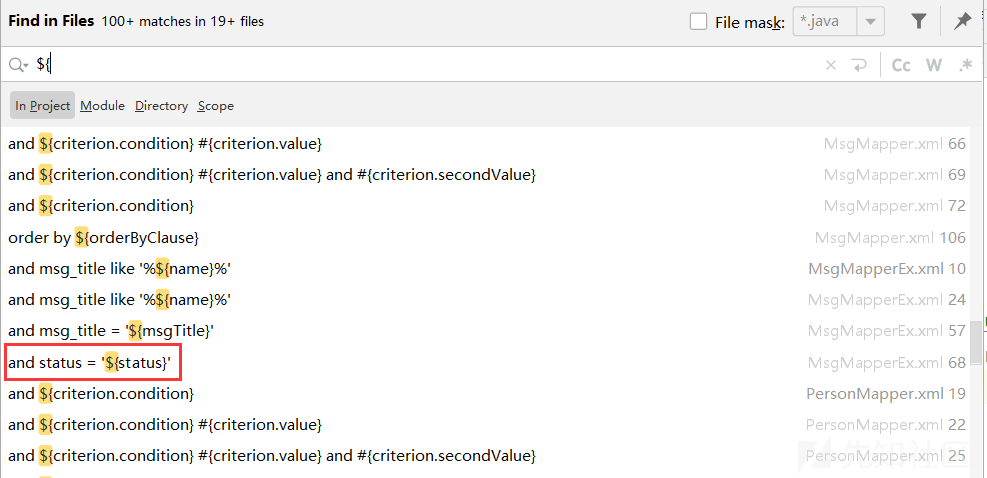 Find in Files 100+ matches in 19+ files File mask: *.java
${ Cc W .*
In Project Module Directory Scope
and ${criterion.condition} #{criterion.value} MsgMapper.xml 66
and ${criterion.condition} #{criterion.value} and #{criterion.secondValue} MsgMapper.xml 69
and ${criterion.condition} MsgMapper.xml 72
order by ${orderByClause} MsgMapper.xml 106
and msg_title like '%${name}%' MsgMapperEx.xml 10
and msg_title like '%${name}%' MsgMapperEx.xml 24
and msg_title = '${msgTitle}' MsgMapperEx.xml 57
and status = '${status}' MsgMapperEx.xml 68
and ${criterion.condition} PersonMapper.xml 19
and ${criterion.condition} #{criterion.value} PersonMapper.xml 22
and ${criterion.condition} #{criterion.value} and #{criterion.secondValue} PersonMapper.xml 25
先知社区